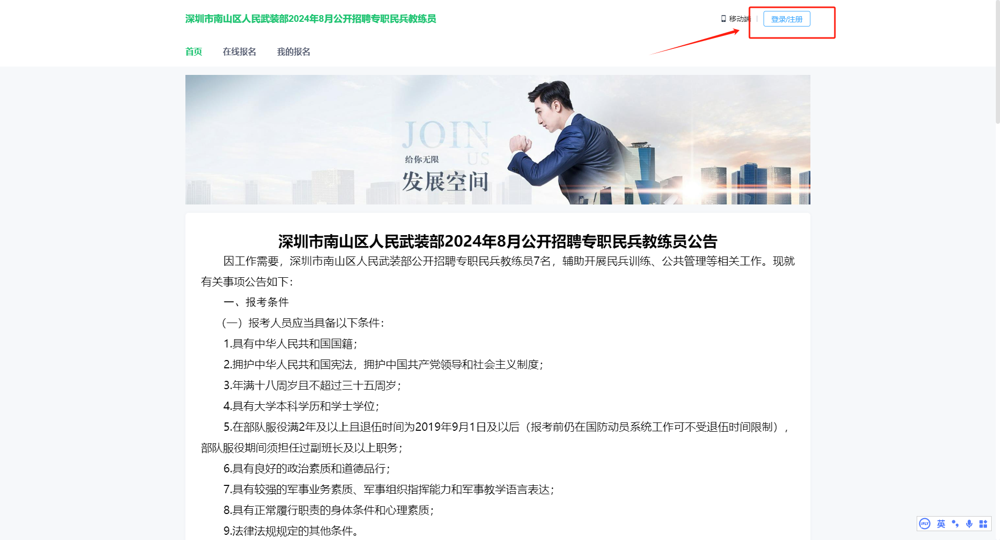 深圳市南山区人民武装部2024年8月公开招聘专职民兵教练员
移动端
登录/注册
首页
在线报名
我的报名
JOIN
给你无限
US
发展空间
深圳市南山区人民武装部2024年8月公开招聘专职民兵教练员公告
因工作需要，深圳市南山区人民武装部公开招聘专职民兵教练员7名，辅助开展民兵训练、公共管理等相关工作。现就
有关事项公告如下：
一、报考条件
（一）报考人员应当具备以下条件：
1.具有中华人民共和国国籍；
2.拥护中华人民共和国宪法，拥护中国共产党领导和社会主义制度；
3.年满十八周岁且不超过三十五周岁；
4.具有大学本科学历和学士学位；
5.在部队服役满2年及以上且退伍时间为2019年9月1日及以后（报考前仍在国防动员系统工作可不受退伍时间限制），
部队服役期间须担任过副班长及以上职务；
6.具有良好的政治素质和道德品行；
7.具有较强的军事业务素质、军事组织指挥能力和军事教学语言表达；
8.具有正常履行职责的身体条件和心理素质；
9.法律法规规定的其他条件。
iFLY
英